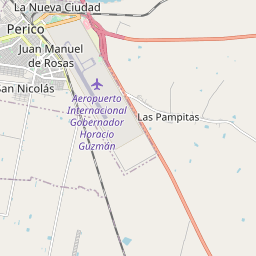 La Nueva Ciudad
Perico
Juan Manuel
de Rosas
San Nicolás
Aeropuerto
Internacional
Gobernador
Horacio
Guzmán
Las Pampitas